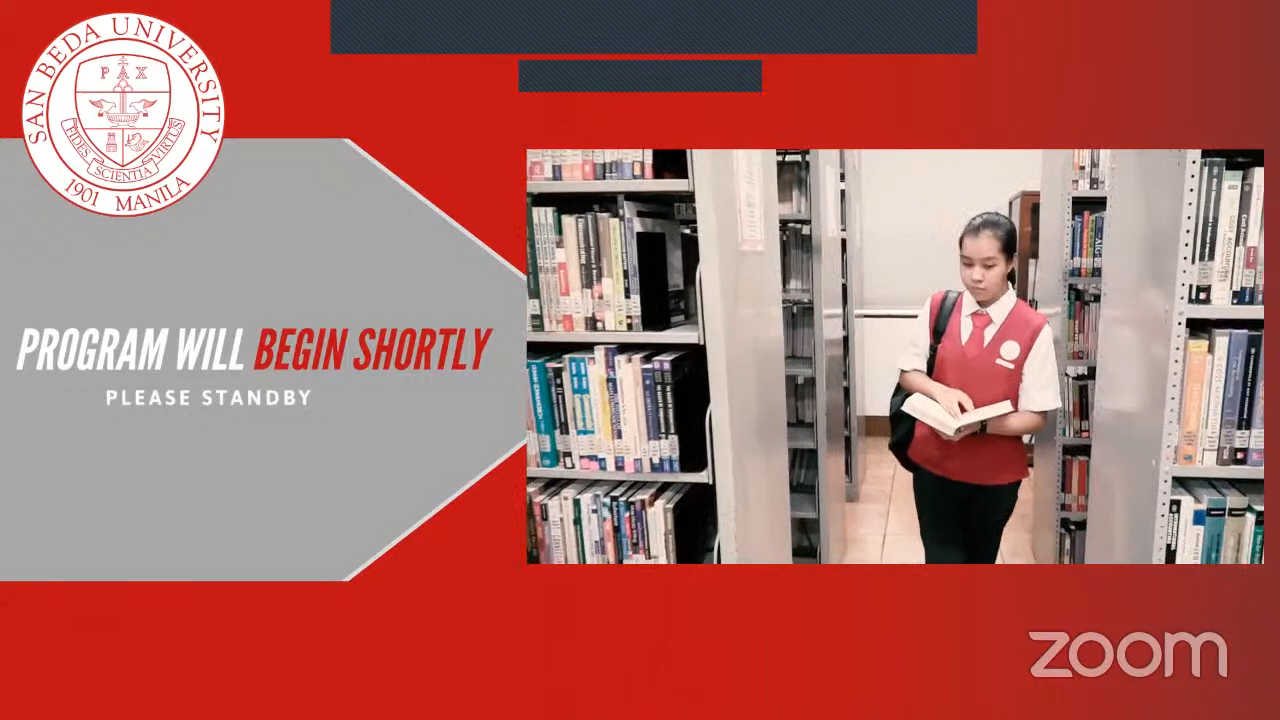 SAN BEDA UNIVERSITY
PAX
FIDES
SCIENTIA
VIRTUS
1901 MANILA
PROGRAM WILL BEGIN SHORTLY
PLEASE STANDBY
zoom